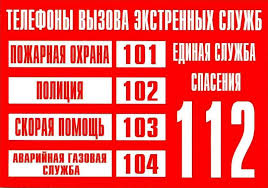 ТЕЛЕФОНЫ ВЫЗОВА ЭКСТРЕННЫХ СЛУЖБ
ПОЖАРНАЯ ОХРАНА 101
ПОЛИЦИЯ 102
СКОРАЯ ПОМОЩЬ 103
АВАРИЙНАЯ ГАЗОВАЯ
СЛУЖБА 104
ЕДИНАЯ СЛУЖБА
СПАСЕНИЯ
112